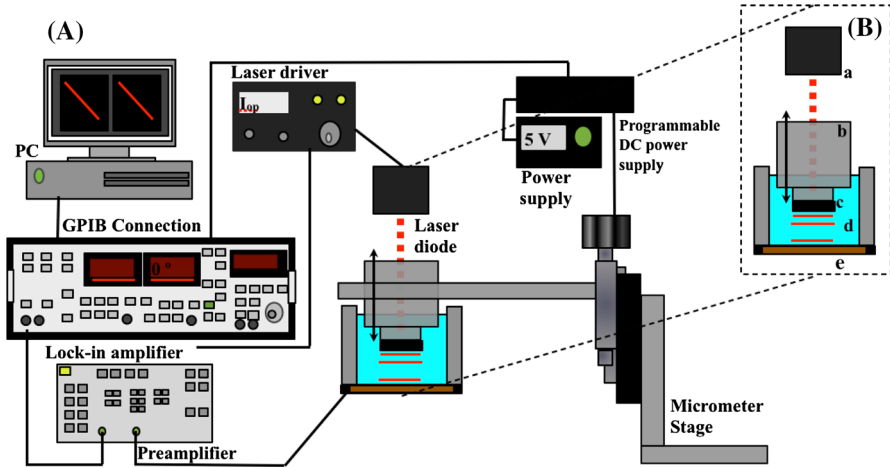 (A)
(B)
Laser driver
Iop
PC
5 V
Programmable
DC power
supply
Power
supply
a
b
c
d
e
GPIB Connection
Laser
diode
0 °
Lock-in amplifier
Preamplifier
Micrometer
Stage